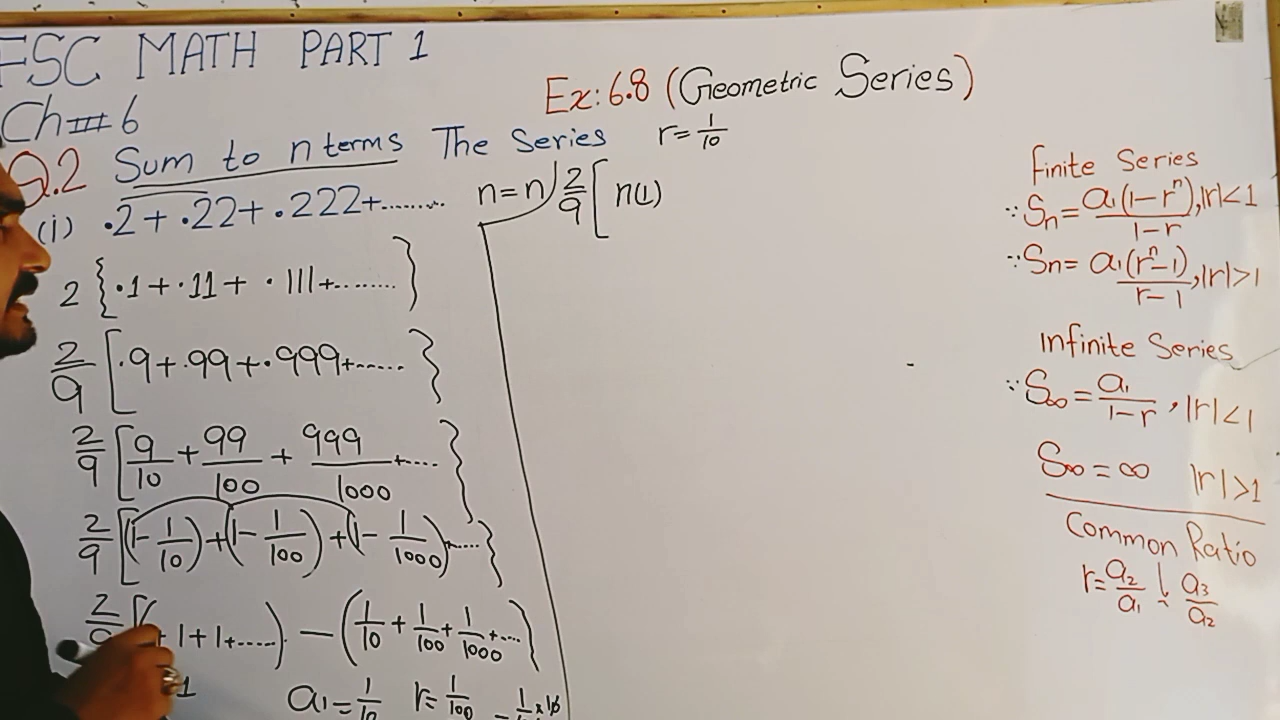 FSC MATH PART 1
Ch # 6
Ex: 6.8 (Geometric Series)
Q.2 Sum to n terms The Series r = 1/10
(i) .2 + .22 + .222 + ........ n = n
2 { .1 + .11 + .111 + ........ }
2/9 [ .9 + .99 + .999 + ...... }
2/9 [ 9/10 + 99/100 + 999/1000 + .... }
2/9 [ (1 - 1/10) + (1 - 1/100) + (1 - 1/1000) + ..... }
+ 1 + 1 + ..... ) - ( 1/10 + 1/100 + 1/1000 + .... }
a1 = 1/10 r = 1/100
2/9 [ n(1)
Finite Series
∵ Sn = a1(1 - r^n)/1 - r , |r| < 1
∵ Sn = a1(r^n - 1)/r - 1 , |r| > 1
Infinite Series
∵ S∞ = a1/1 - r , |r| < 1
S∞ = ∞ |r| > 1
Common Ratio
r = a2/a1 ! a3/a2